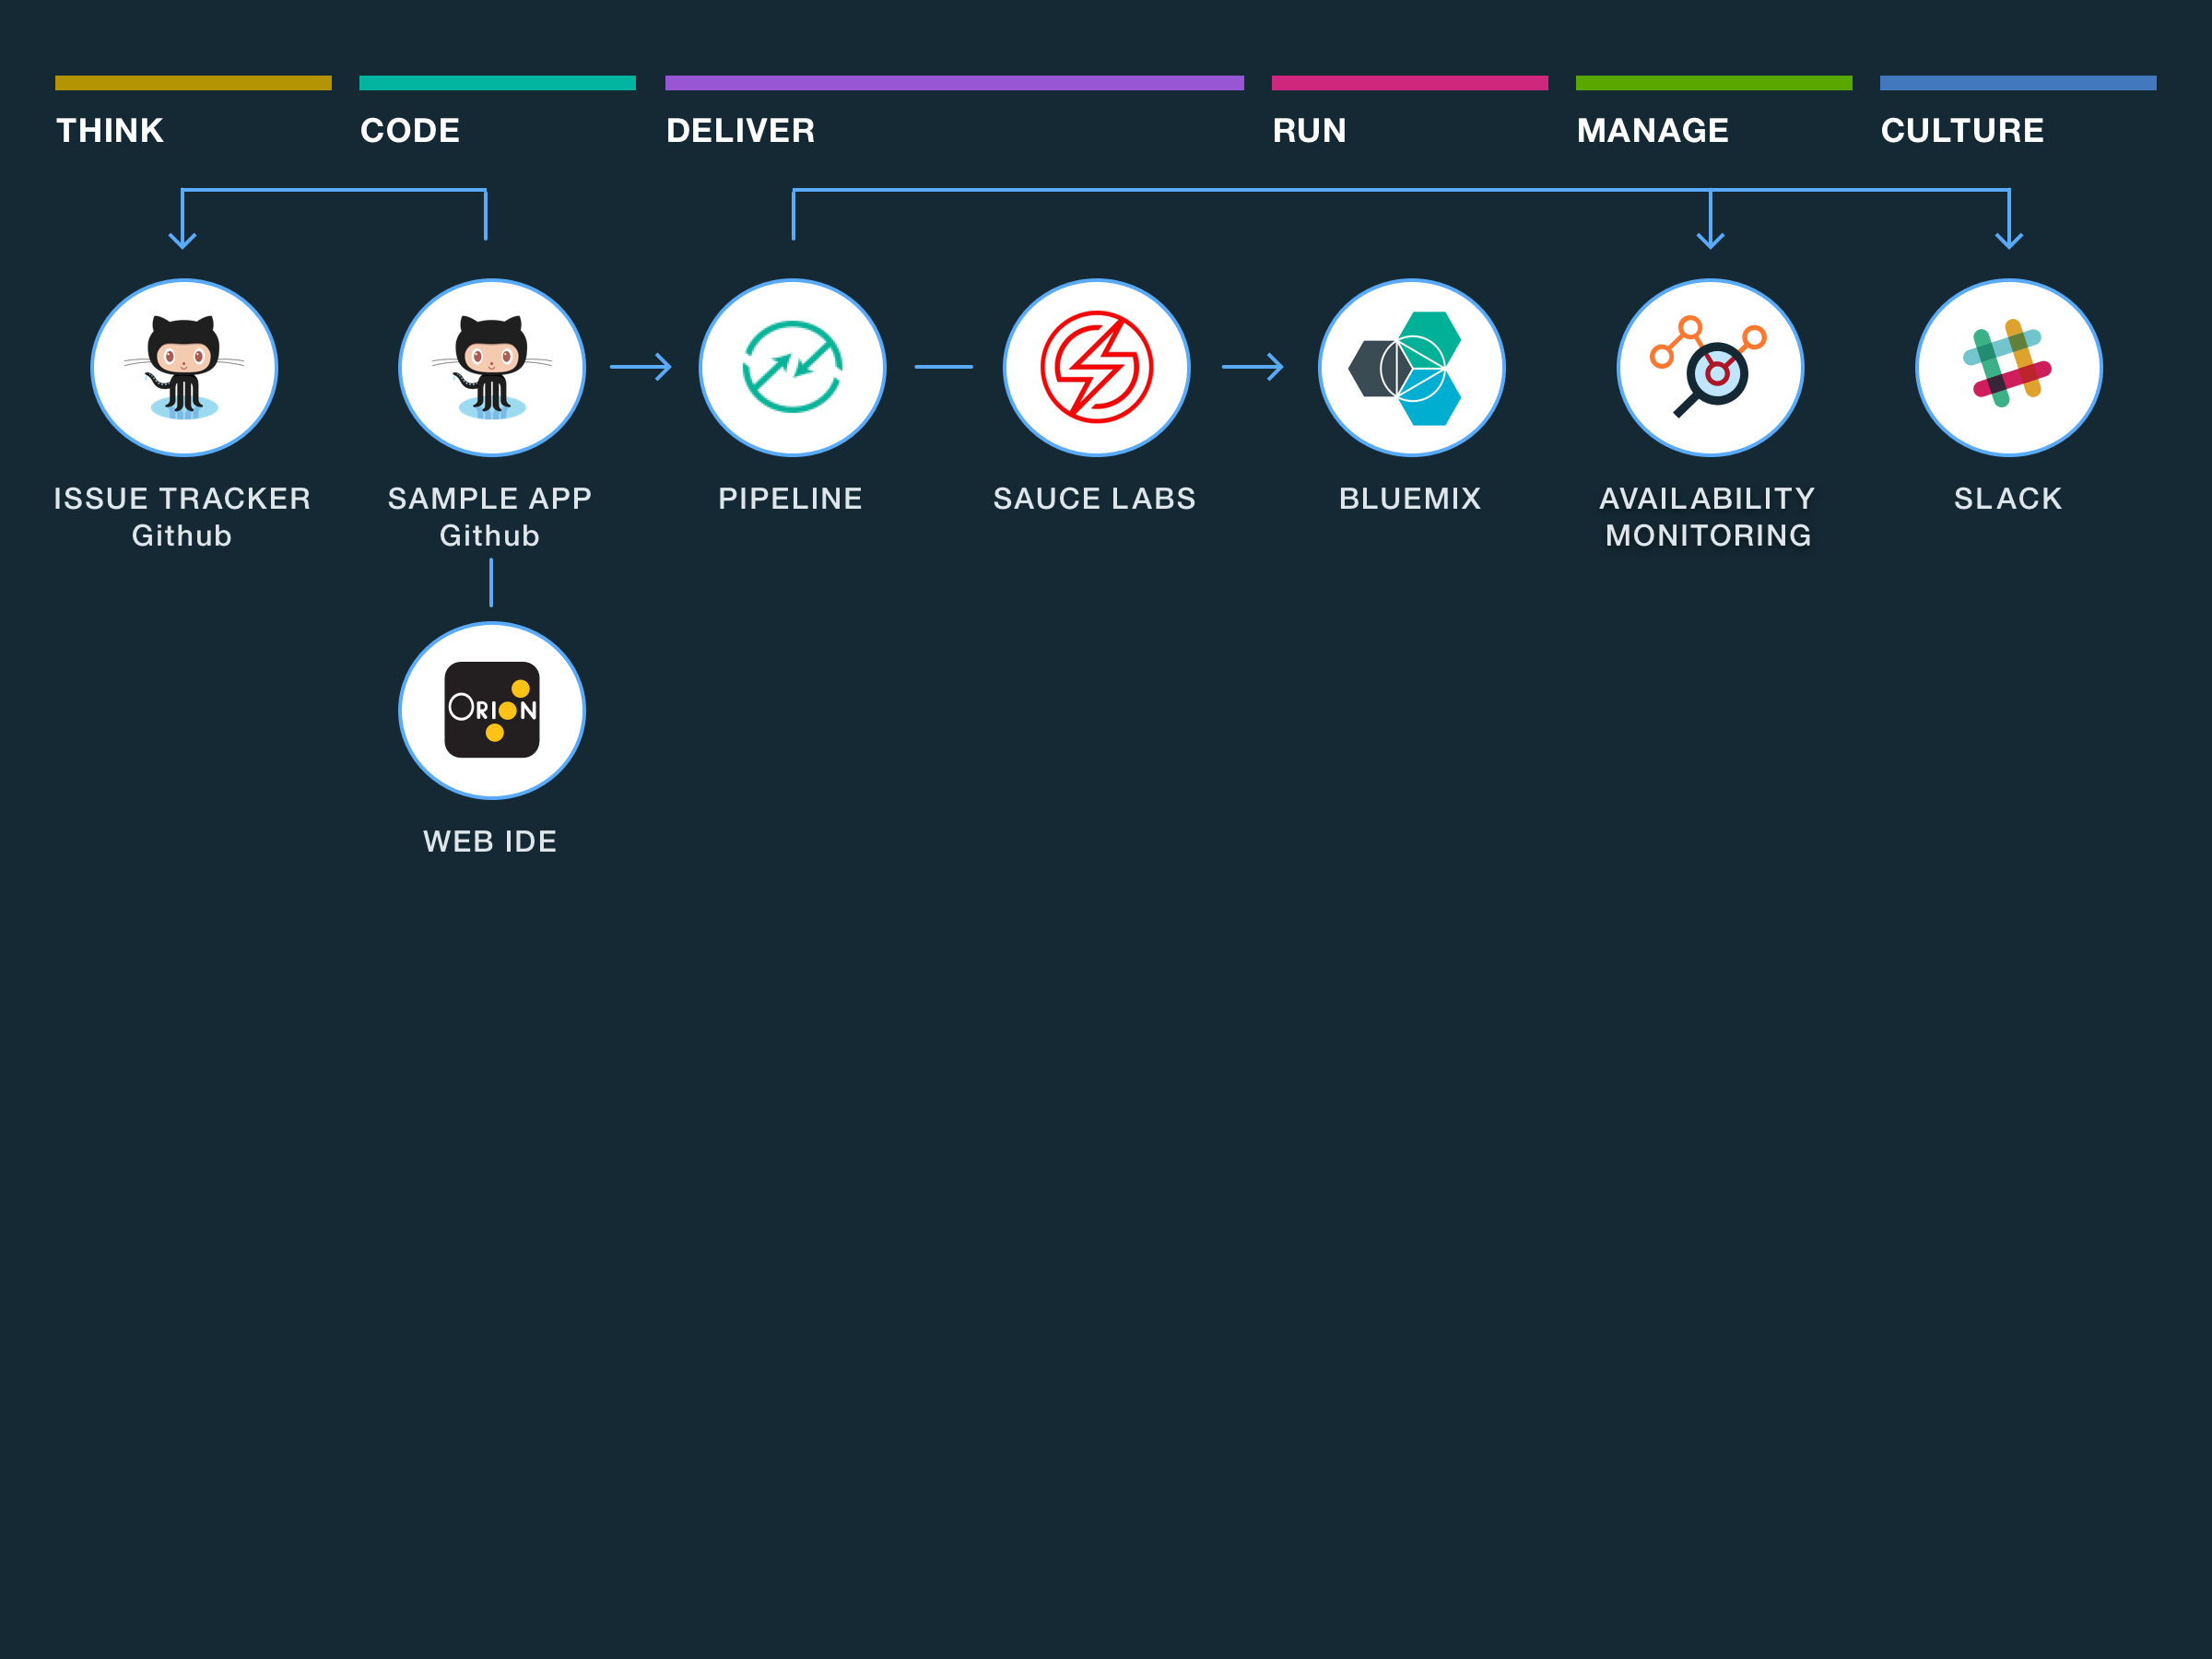 THINK
CODE
DELIVER
RUN
MANAGE
CULTURE
ISSUE TRACKER
Github
SAMPLE APP
Github
PIPELINE
SAUCE LABS
BLUEMIX
AVAILABILITY
MONITORING
SLACK
ORION
WEB IDE